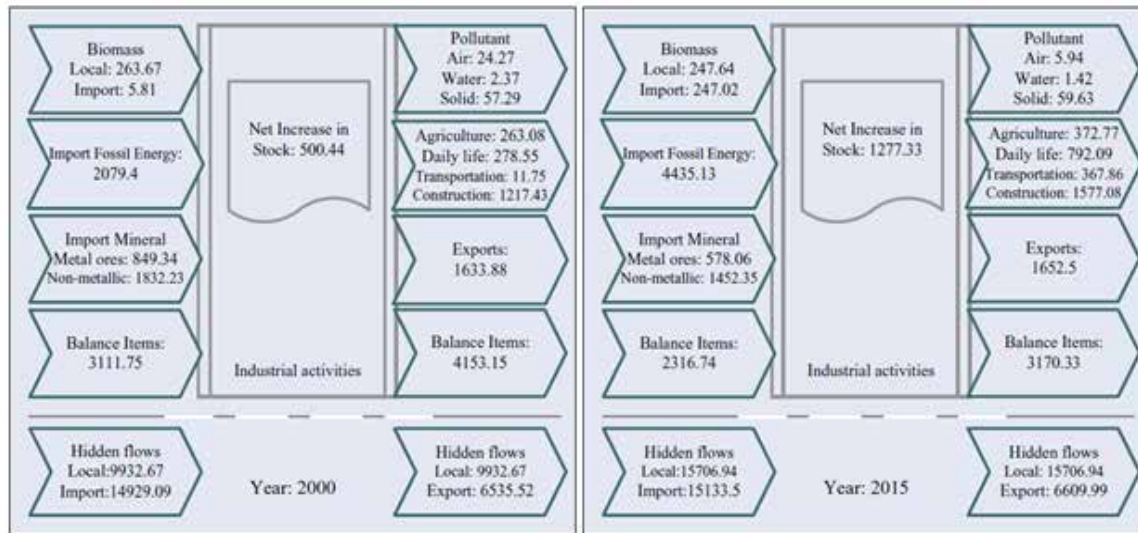 Biomass
Local: 263.67
Import: 5.81
Import Fossil Energy:
2079.4
Import Mineral
Metal ores: 849.34
Non-metallic: 1832.23
Balance Items:
3111.75
Net Increase in
Stock: 500.44
Industrial activities
Pollutant
Air: 24.27
Water: 2.37
Solid: 57.29
Agriculture: 263.08
Daily life: 278.55
Transportation: 11.75
Construction: 1217.43
Exports:
1633.88
Balance Items:
4153.15
Hidden flows
Local:9932.67
Import:14929.09
Year: 2000
Hidden flows
Local: 9932.67
Export: 6535.52
Biomass
Local: 247.64
Import: 247.02
Import Fossil Energy:
4435.13
Import Mineral
Metal ores: 578.06
Non-metallic: 1452.35
Balance Items:
2316.74
Net Increase in
Stock: 1277.33
Industrial activities
Pollutant
Air: 5.94
Water: 1.42
Solid: 59.63
Agriculture: 372.77
Daily life: 792.09
Transportation: 367.86
Construction: 1577.08
Exports:
1652.5
Balance Items:
3170.33
Hidden flows
Local:15706.94
Import:15133.5
Year: 2015
Hidden flows
Local: 15706.94
Export: 6609.99